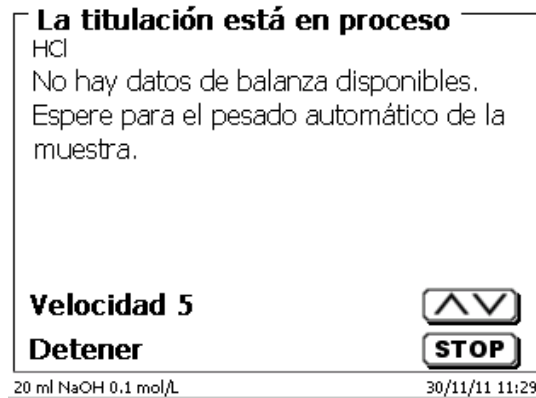 La titulación está en proceso
HCl
No hay datos de balanza disponibles.
Espere para el pesado automático de la
muestra.
Velocidad 5
Detener STOP
20 ml NaOH 0.1 mol/L 30/11/11 11:29